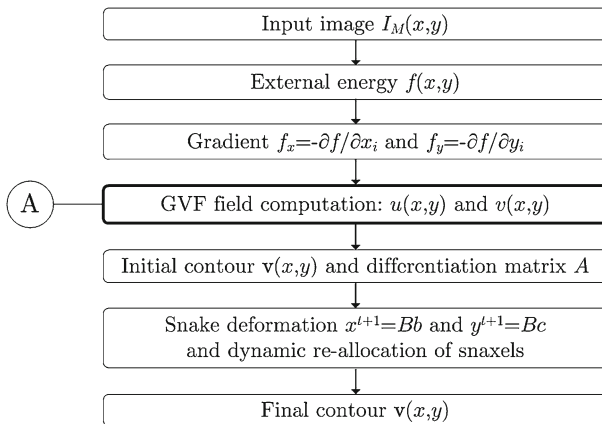 Input image I_M(x,y)
External energy f(x,y)
Gradient f_x=-∂f/∂x_i and f_y=-∂f/∂y_i
A
GVF field computation: u(x,y) and v(x,y)
Initial contour v(x,y) and differentiation matrix A
Snake deformation x^{t+1}=Bb and y^{t+1}=Bc
and dynamic re-allocation of snaxels
Final contour v(x,y)